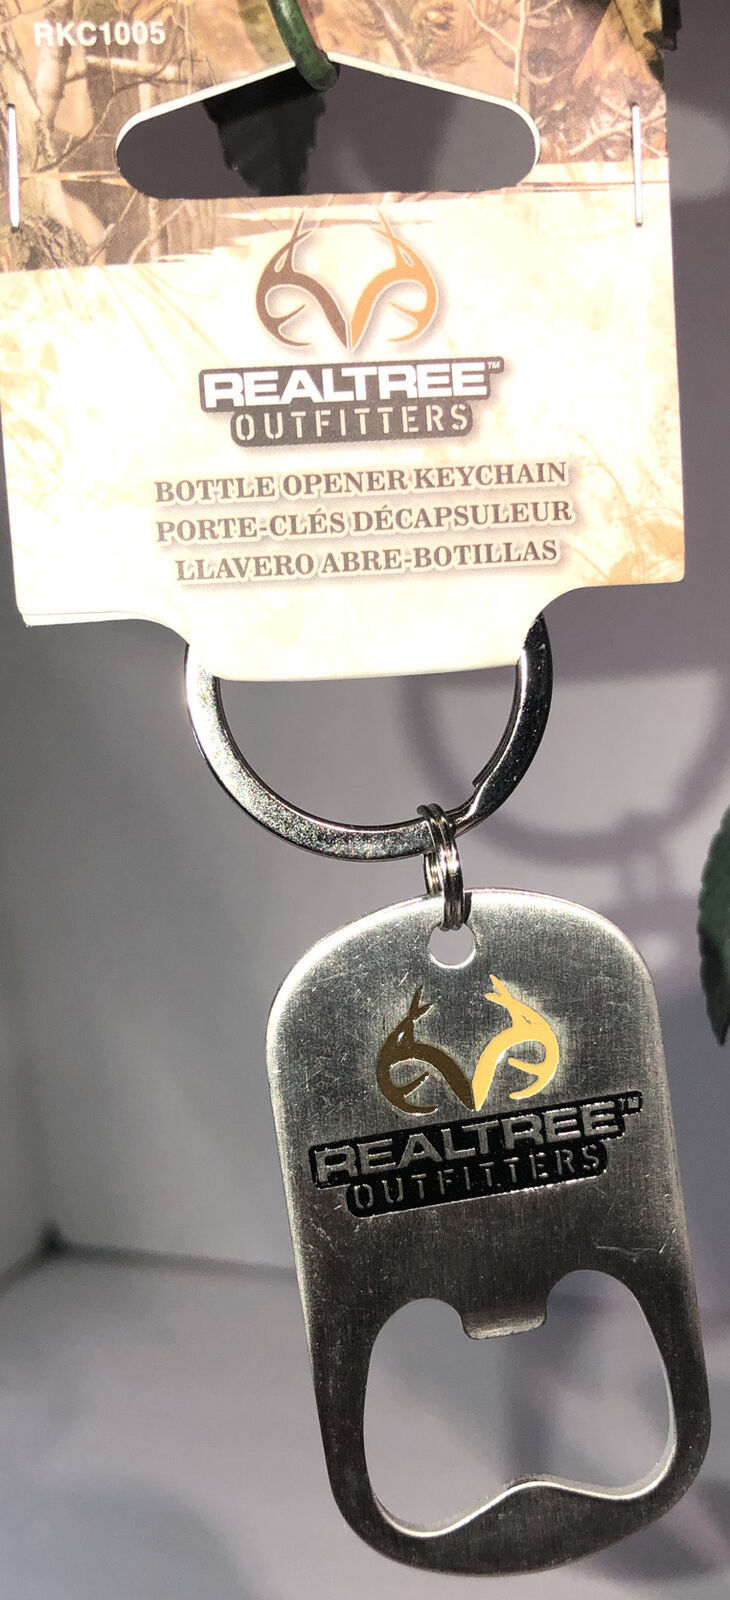 RKC1005
REALTREE™
OUTFITTERS
BOTTLE OPENER KEYCHAIN
PORTE-CLÉS DÉCAPSULEUR
LLAVERO ABRE-BOTILLAS
REALTREE™
OUTFITTERS